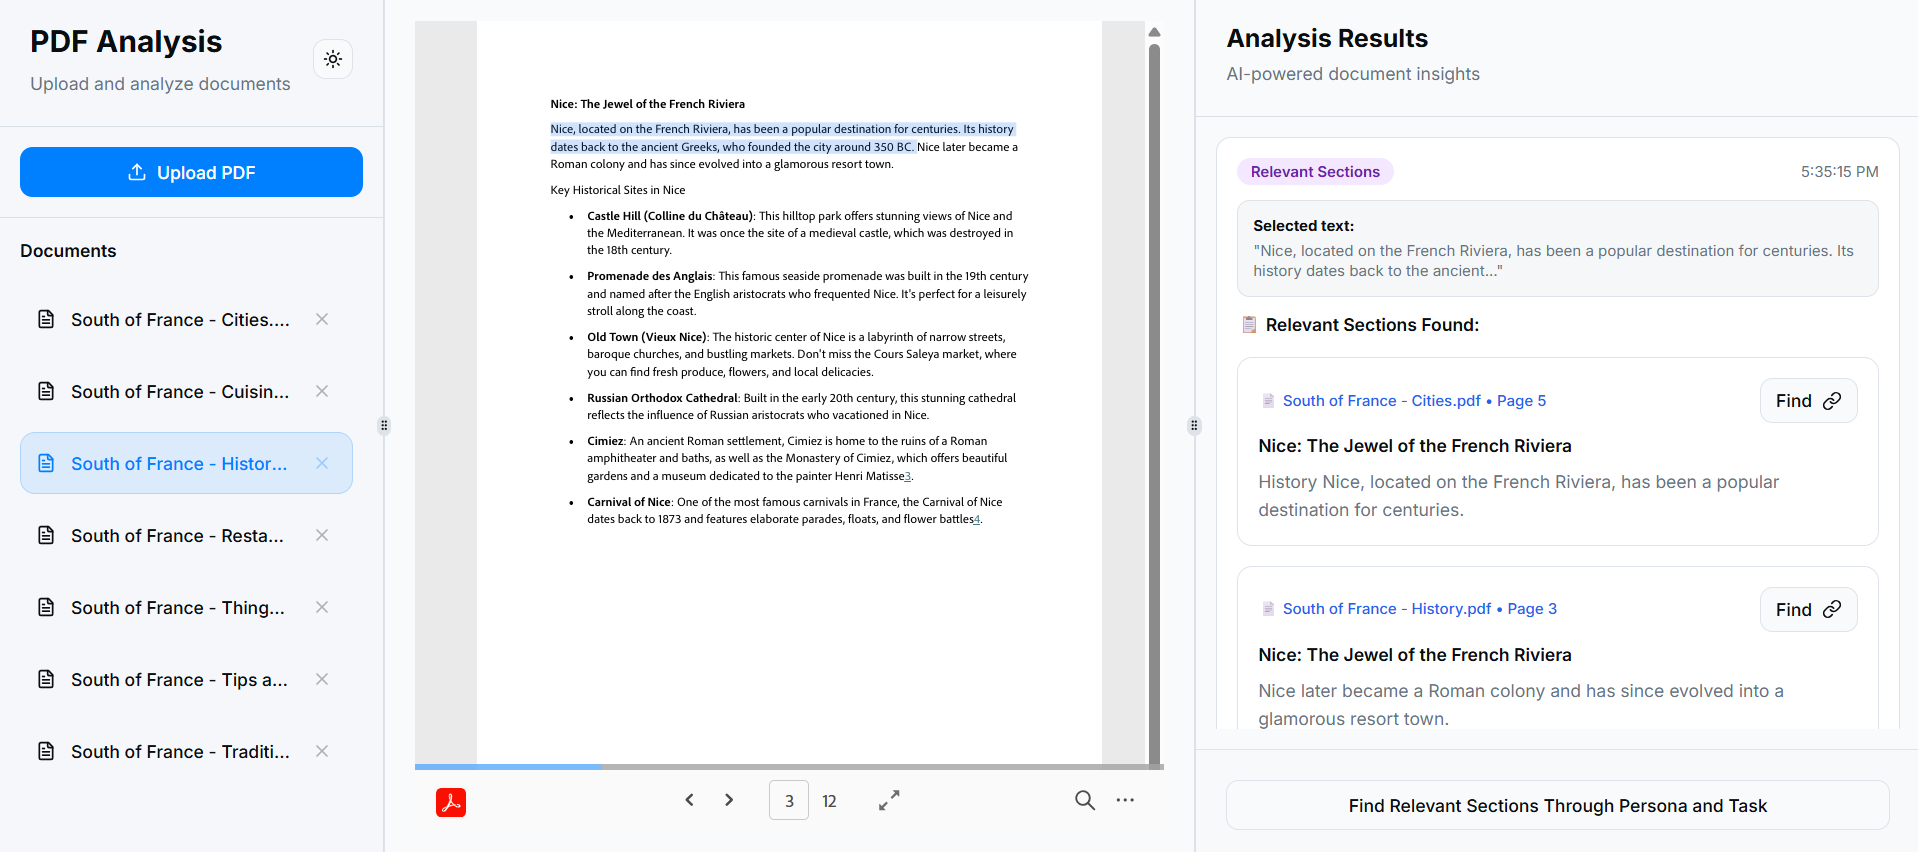 PDF Analysis
Upload and analyze documents
Upload PDF
Documents
South of France - Cities....
South of France - Cuisin...
South of France - Histor...
South of France - Resta...
South of France - Thing...
South of France - Tips a...
South of France - Traditi...
Nice: The Jewel of the French Riviera
Nice, located on the French Riviera, has been a popular destination for centuries. Its history
dates back to the ancient Greeks, who founded the city around 350 BC. Nice later became a
Roman colony and has since evolved into a glamorous resort town.
Key Historical Sites in Nice
• Castle Hill (Colline du Château): This hilltop park offers stunning views of Nice and
the Mediterranean. It was once the site of a medieval castle, which was destroyed in
the 18th century.
• Promenade des Anglais: This famous seaside promenade was built in the 19th century
and named after the English aristocrats who frequented Nice. It's perfect for a leisurely
stroll along the coast.
• Old Town (Vieux Nice): The historic center of Nice is a labyrinth of narrow streets,
baroque churches, and bustling markets. Don't miss the Cours Saleya market, where
you can find fresh produce, flowers, and local delicacies.
• Russian Orthodox Cathedral: Built in the early 20th century, this stunning cathedral
reflects the influence of Russian aristocrats who vacationed in Nice.
• Cimiez: An ancient Roman settlement, Cimiez is home to the ruins of a Roman
amphitheater and baths, as well as the Monastery of Cimiez, which offers beautiful
gardens and a museum dedicated to the painter Henri Matisse3.
• Carnival of Nice: One of the most famous carnivals in France, the Carnival of Nice
dates back to 1873 and features elaborate parades, floats, and flower battles4.
3 12
Analysis Results
AI-powered document insights
Relevant Sections 5:35:15 PM
Selected text:
"Nice, located on the French Riviera, has been a popular destination for centuries. Its
history dates back to the ancient..."
Relevant Sections Found:
South of France - Cities.pdf • Page 5
Find
Nice: The Jewel of the French Riviera
History Nice, located on the French Riviera, has been a popular
destination for centuries.
South of France - History.pdf • Page 3
Find
Nice: The Jewel of the French Riviera
Nice later became a Roman colony and has since evolved into a
glamorous resort town.
Find Relevant Sections Through Persona and Task